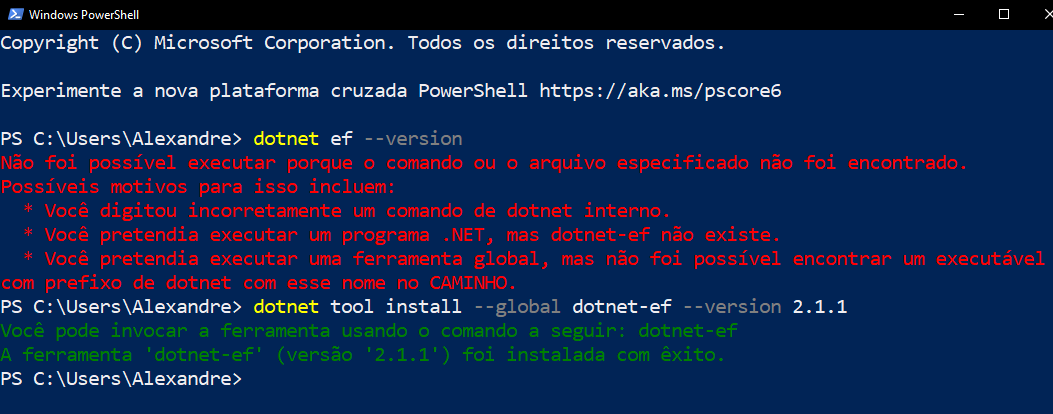 Windows PowerShell
Copyright (C) Microsoft Corporation. Todos os direitos reservados.
Experimente a nova plataforma cruzada PowerShell https://aka.ms/pscore6
PS C:\Users\Alexandre> dotnet ef --version
Não foi possível executar porque o comando ou o arquivo especificado não foi encontrado.
Possíveis motivos para isso incluem:
* Você digitou incorretamente um comando de dotnet interno.
* Você pretendia executar um programa .NET, mas dotnet-ef não existe.
* Você pretendia executar uma ferramenta global, mas não foi possível encontrar um executável
com prefixo de dotnet com esse nome no CAMINHO.
PS C:\Users\Alexandre> dotnet tool install --global dotnet-ef --version 2.1.1
Você pode invocar a ferramenta usando o comando a seguir: dotnet-ef
A ferramenta 'dotnet-ef' (versão '2.1.1') foi instalada com êxito.
PS C:\Users\Alexandre>